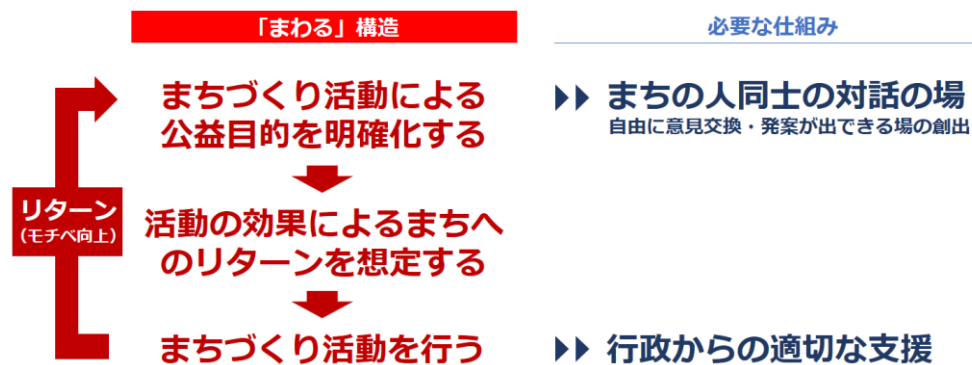 「まわる」構造
必要な仕組み
まちづくり活動による
公益目的を明確化する
まちの人同士の対話の場
自由に意見交換・発案が出できる場の創出
リターン
（モチベ向上）
活動の効果によるまちへ
のリターンを想定する
まちづくり活動を行う
行政からの適切な支援